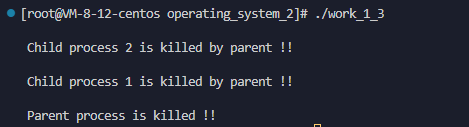 [root@VM-8-12-centos operating_system_2]# ./work_1_3
Child process 2 is killed by parent !!
Child process 1 is killed by parent !!
Parent process is killed !!